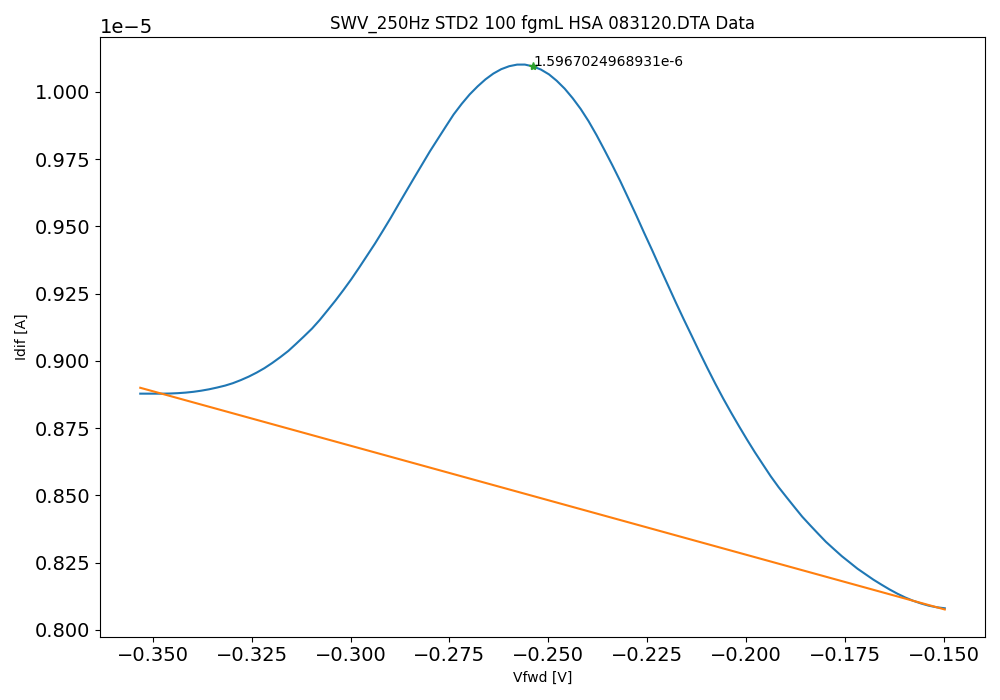 SWV_250Hz STD2 100 fgmL HSA 083120.DTA Data
1e−5
1.5967024968931e-6
1.000
0.975
0.950
0.925
0.900
0.875
0.850
0.825
0.800
Idif [A]
−0.350 −0.325 −0.300 −0.275 −0.250 −0.225 −0.200 −0.175 −0.150
Vfwd [V]